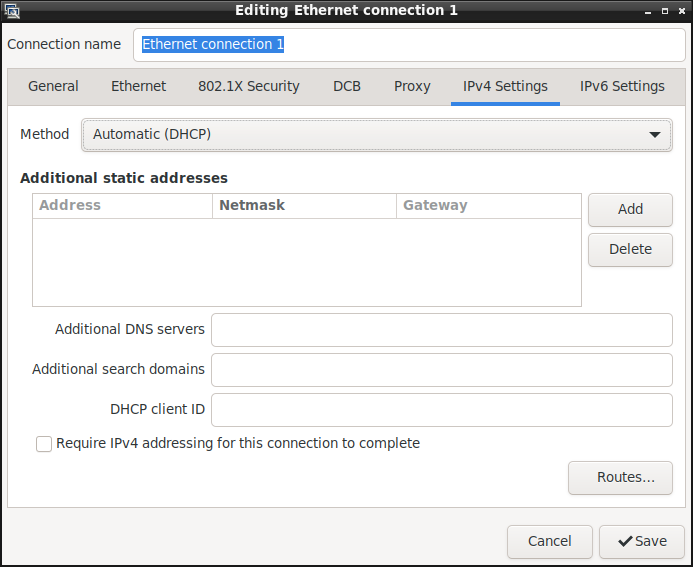 Editing Ethernet connection 1
Connection name Ethernet connection 1
General Ethernet 802.1X Security DCB Proxy IPv4 Settings IPv6 Settings
Method Automatic (DHCP)
Additional static addresses
Address Netmask Gateway
Add
Delete
Additional DNS servers
Additional search domains
DHCP client ID
Require IPv4 addressing for this connection to complete
Routes...
Cancel Save